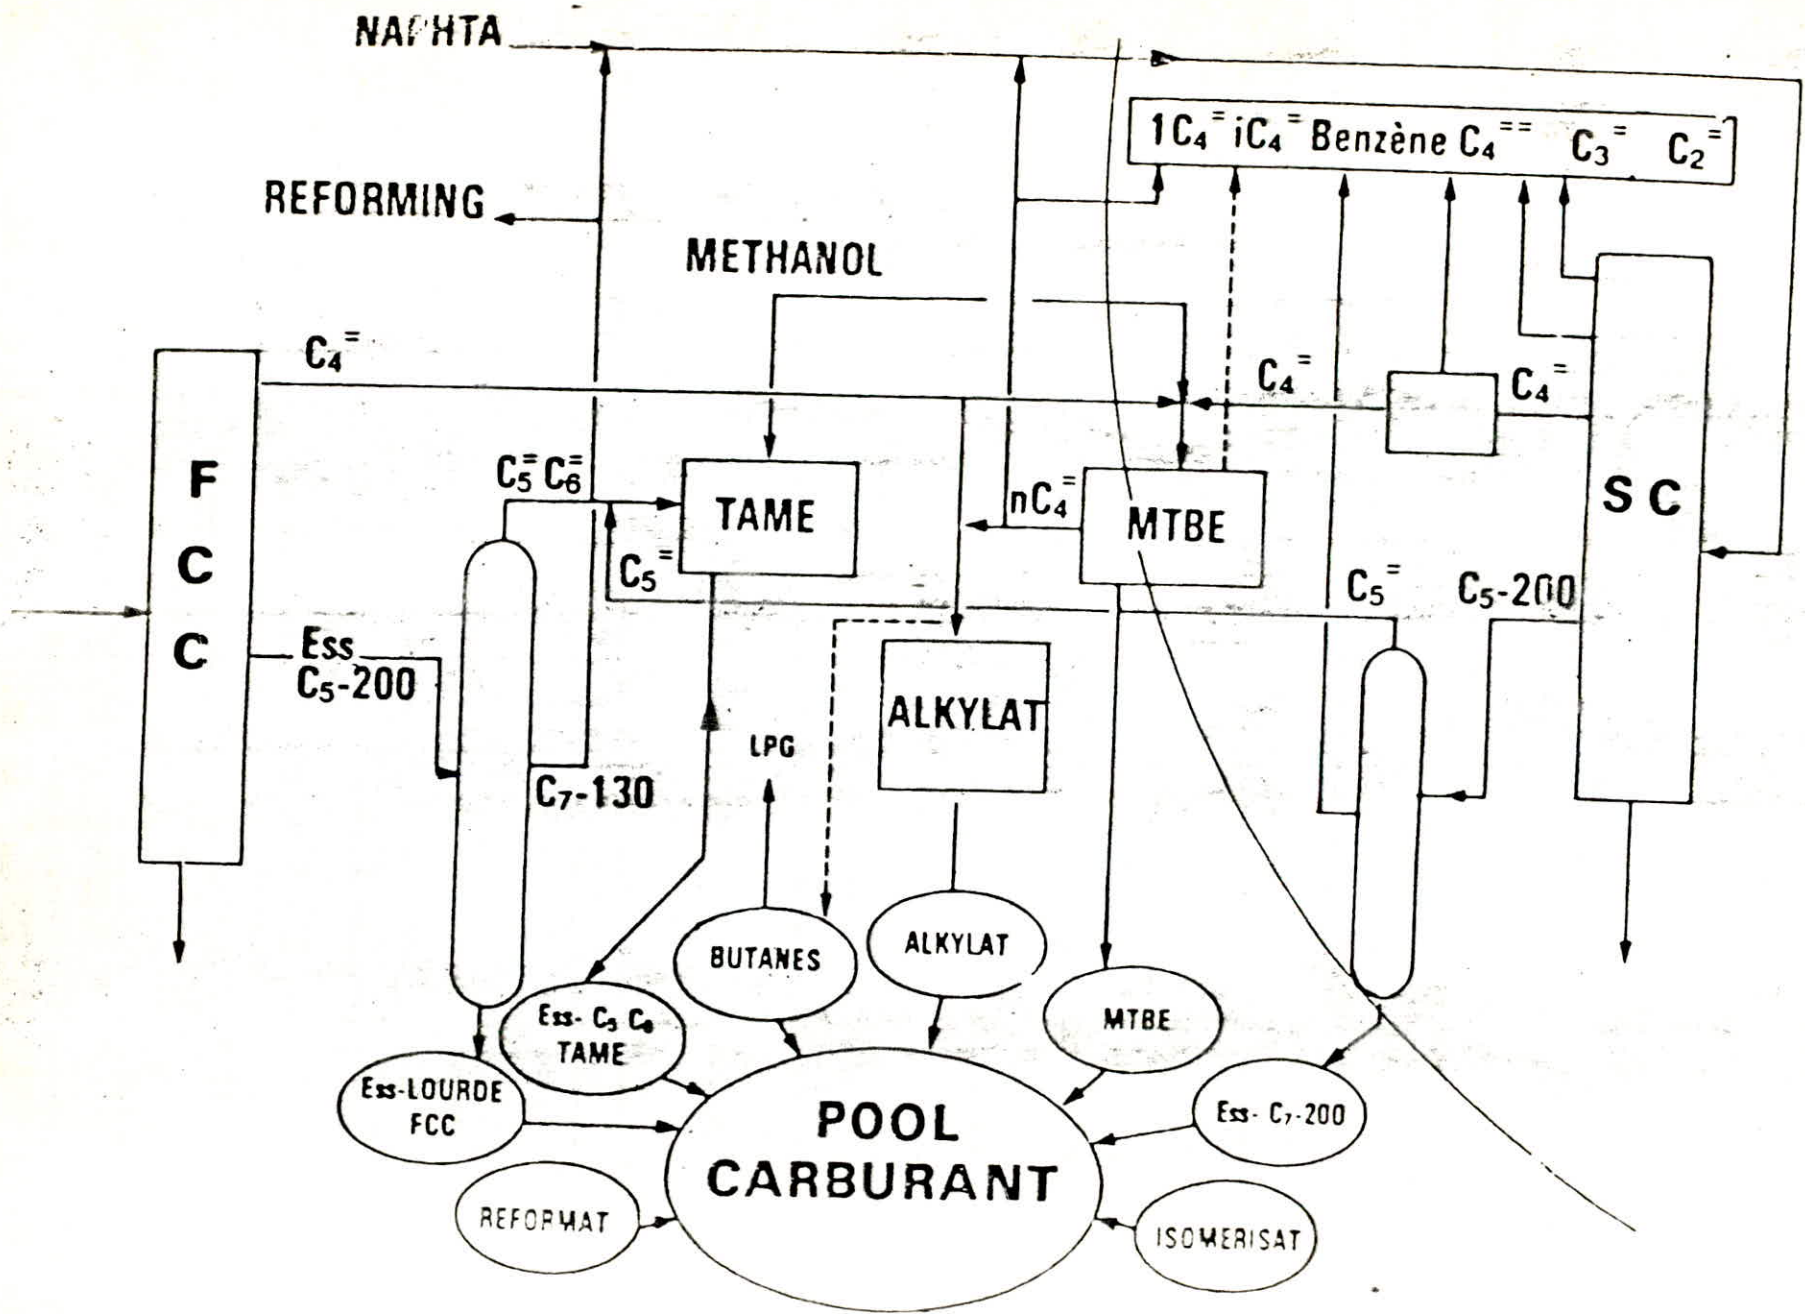 NAPHTA
1C₄⁼ iC₄⁼ Benzène C₄⁼⁼ C₃⁼ C₂⁼
REFORMING
METHANOL
C₄⁼
C₄⁼
C₄⁼
FCC
C₅⁼ C₆⁼
TAME
nC₄⁼
MTBE
SC
C₅⁼
C₅⁼
C₅-200
Ess
C₅-200
ALKYLAT
LPG
C₇-130
BUTANES
ALKYLAT
Ess- C₅ C₆
TAME
MTBE
Ess-LOURDE
FCC
Ess- C₇-200
POOL
CARBURANT
REFORMAT
ISOMERISAT